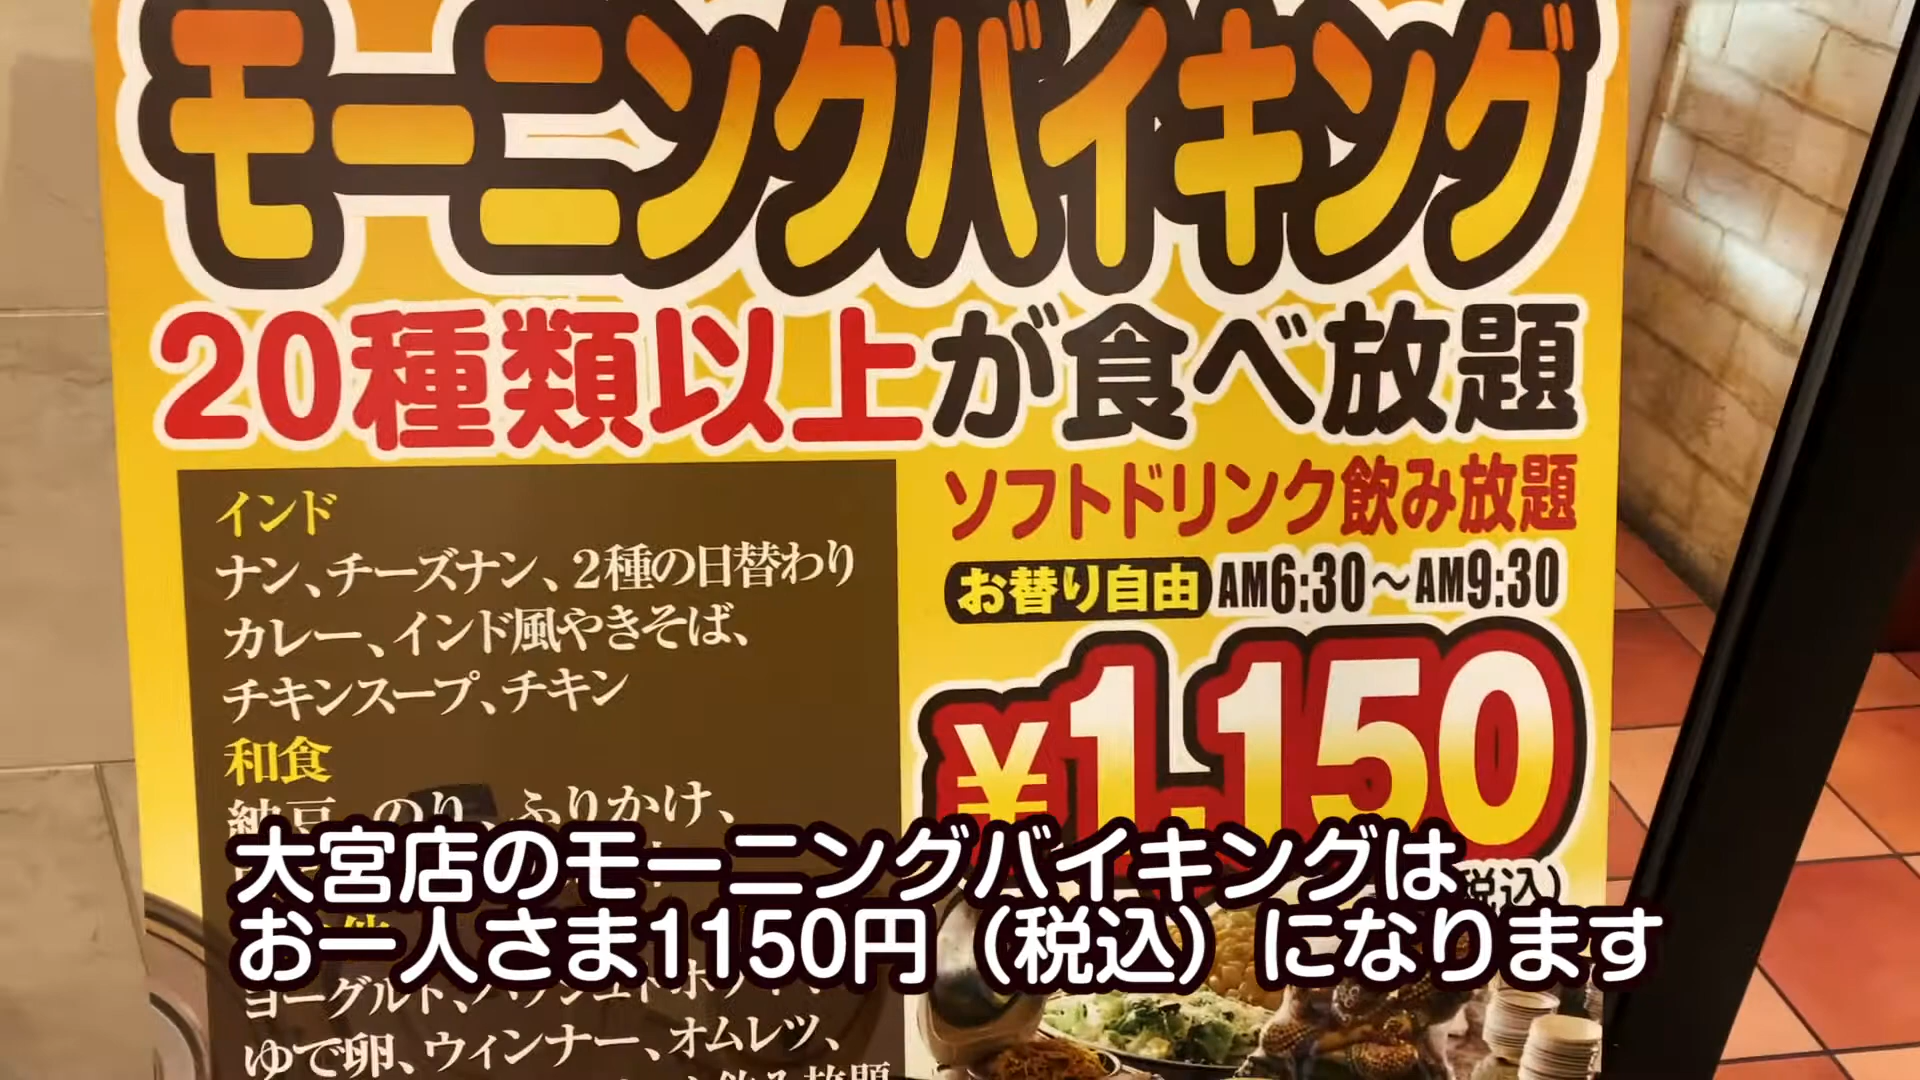 モーニングバイキング
20種類以上が食べ放題
インド
ナン、チーズナン、2種の日替わり
カレー、インド風やきそば、
チキンスープ、チキン
和食
納豆、のり、ふりかけ、
ソフトドリンク飲み放題
お替り自由 AM6:30～AM9:30
¥1,150
税込)
大宮店のモーニングバイキングは
お一人さま1150円（税込）になります
ヨーグルト、
ゆで卵、ウィンナー、オムレツ、
飲み放題